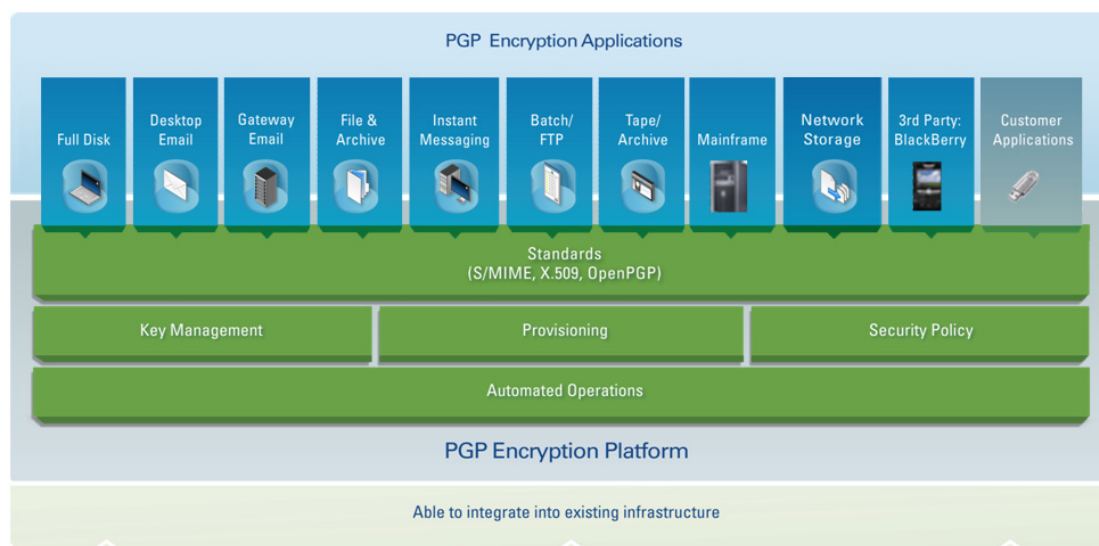 PGP Encryption Applications
Full Disk
Desktop
Email
Gateway
Email
File &
Archive
Instant
Messaging
Batch/
FTP
Tape/
Archive
Mainframe
Network
Storage
3rd Party:
BlackBerry
Customer
Applications
Standards
(S/MIME, X.509, OpenPGP)
Key Management
Provisioning
Security Policy
Automated Operations
PGP Encryption Platform
Able to integrate into existing infrastructure